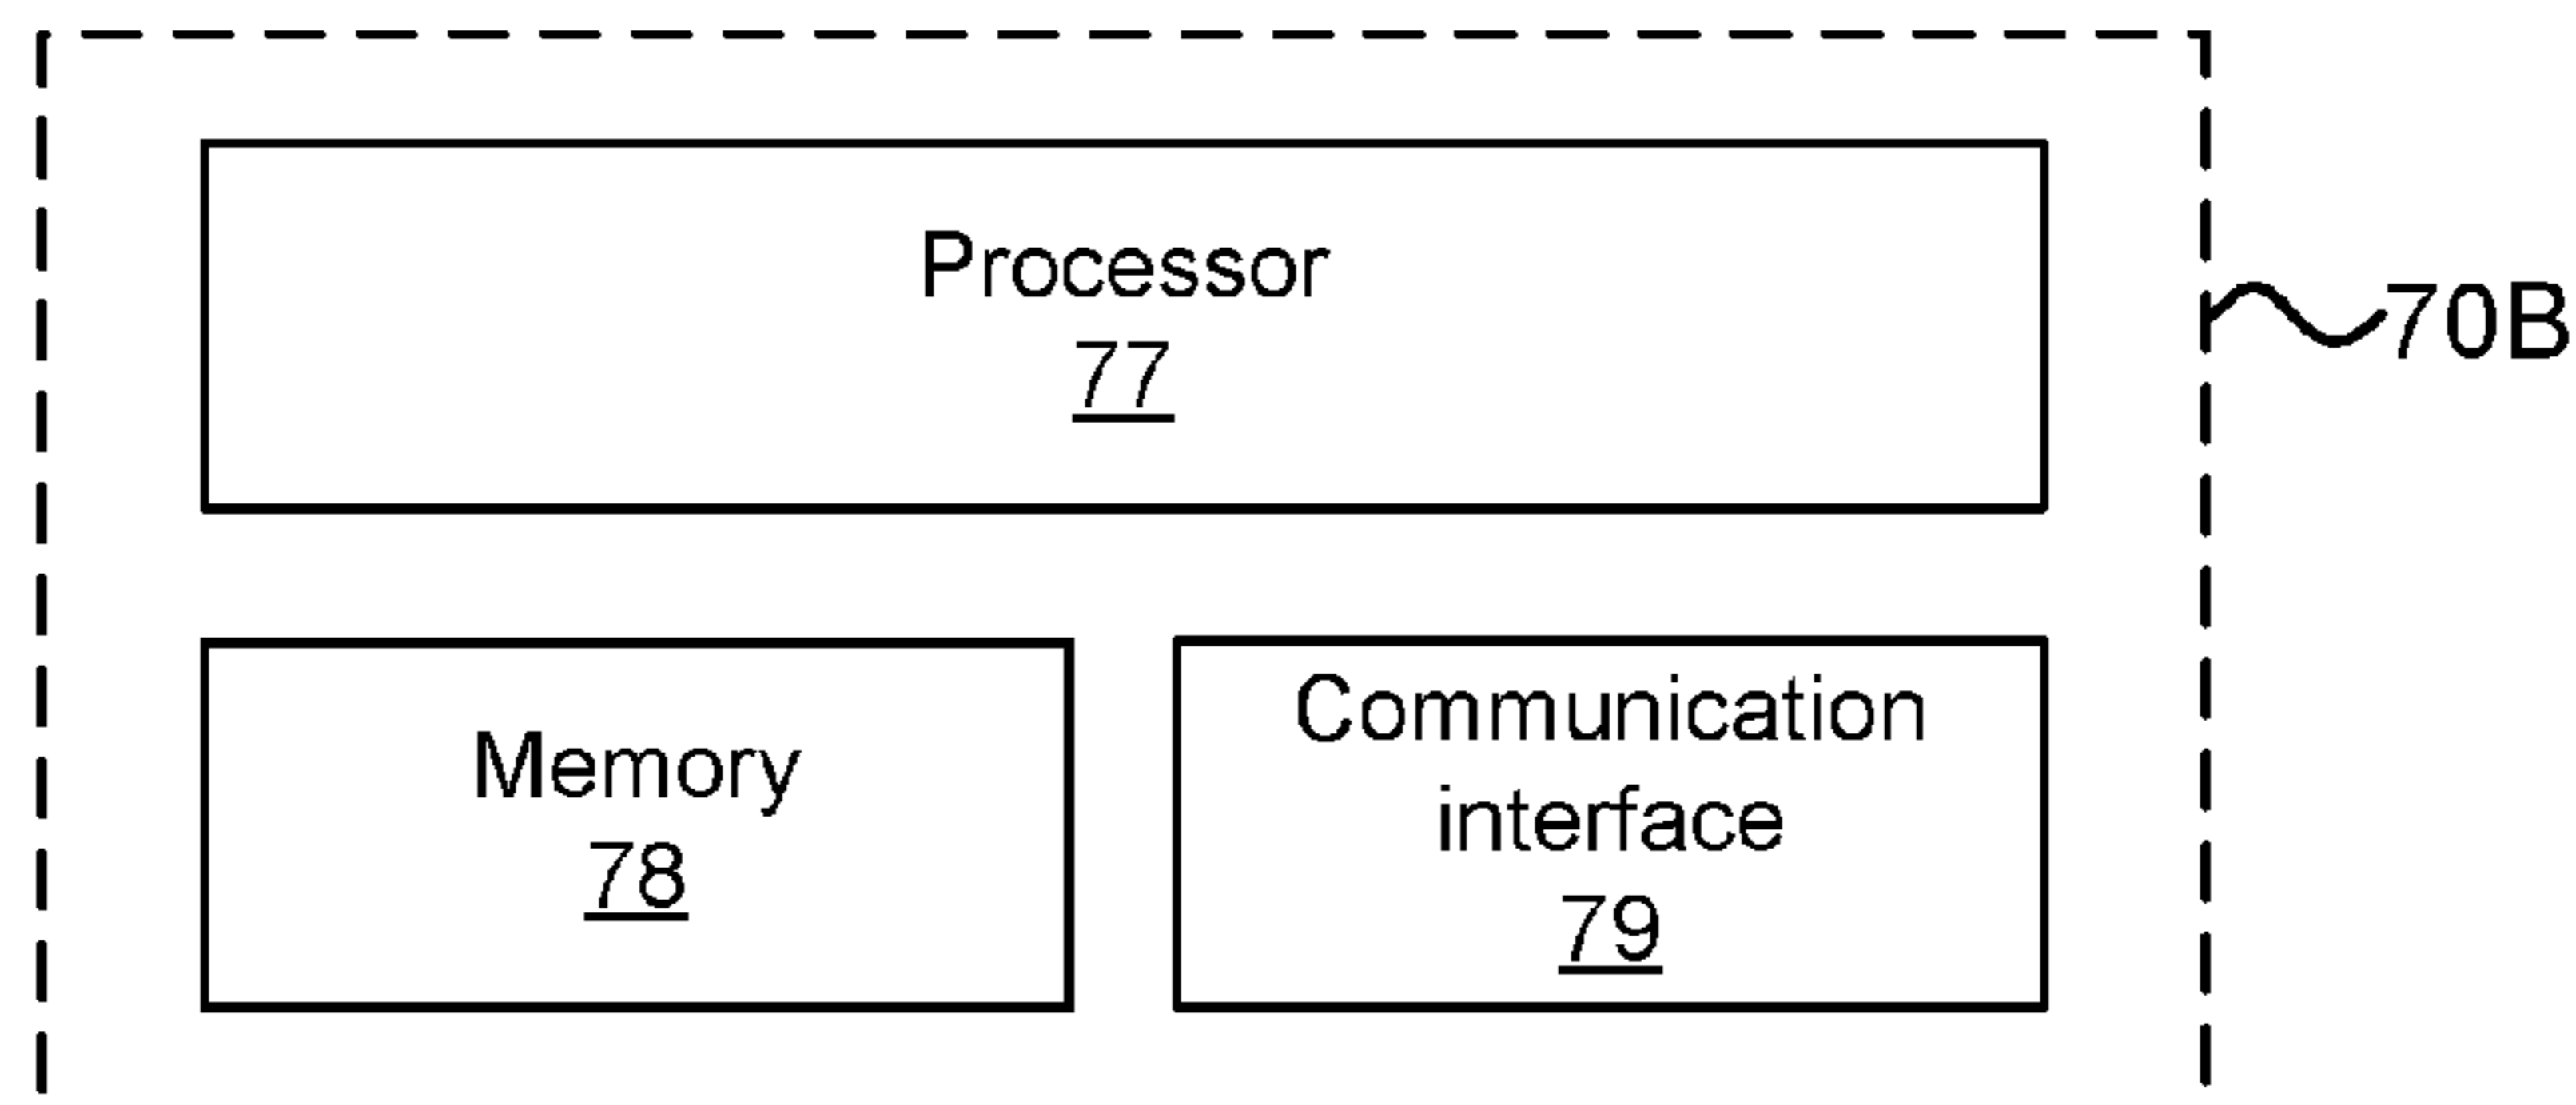 Processor
77
70B
Memory
78
Communication
interface
79